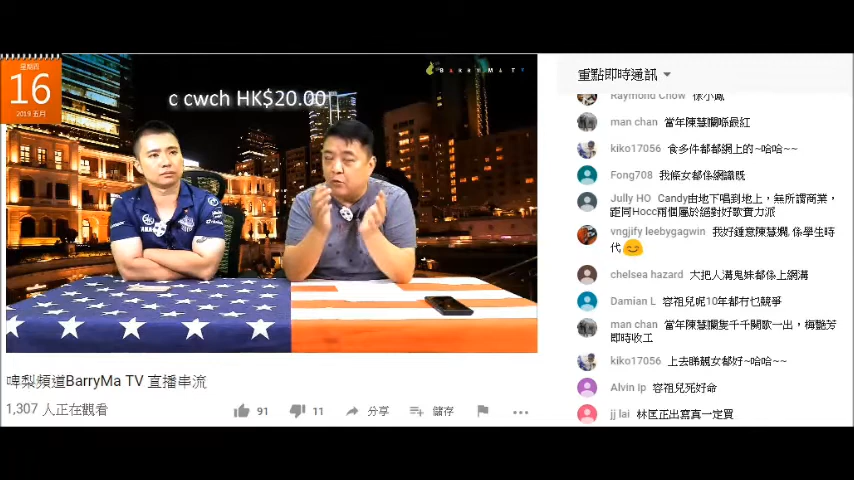 星期四
16
2019 五月
c cwch HK$20.00
BARRYMA TV
啤梨頻道BarryMa TV 直播串流
1,307 人正在觀看
91
11
分享
儲存
重點即時通訊
Raymond Chow 徐小鳳
man chan 當年陳慧嫻喺最紅
kiko17056 食多件都都網上的~哈哈~~
Fong708 我條女都係網識既
Jully HO Candy由地下唱到地上，無所謂商業，
距同Hocc兩個屬於絕對好歌實力派
vngjify leebygagwin 我好鍾意陳慧嫻, 係學生時
代😊
chelsea hazard 大把人溝鬼妹都係上網溝
Damian L 容祖兒呢10年都冇乜競爭
man chan 當年陳慧嫻隻千千闕歌一出，梅艷芳
即時收工
kiko17056 上去睇靚女都好~哈哈~~
Alvin Ip 容祖兒死好命
jj lai 林匡正出寫真一定買